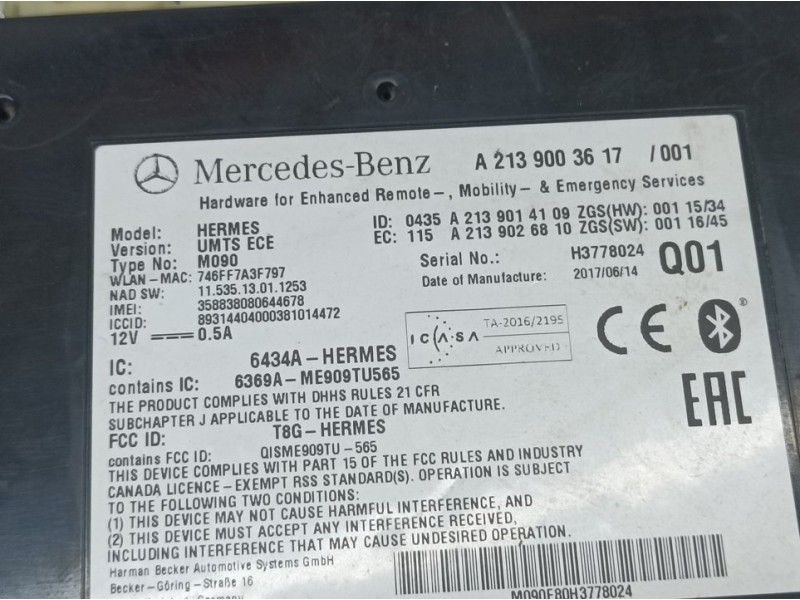 Mercedes-Benz A 213 900 36 17 /001
Hardware for Enhanced Remote-, Mobility- & Emergency Services
Model: HERMES ID: 0435 A 213 901 41 09 ZGS(HW): 001 15/34
Version: UMTS ECE EC: 115 A 213 902 68 10 ZGS(SW): 001 16/45
Type No: M090 Serial No.: H3778024 Q01
WLAN-MAC: 746FF7A3F797 Date of Manufacture: 2017/06/14
NAD SW: 11.535.13.01.1253
IMEI: 358838080644678
ICCID: 89314404000381014472
12V 0.5A
ICASA TA-2016/2195
APPROVED
CE
EAC
IC: 6434A-HERMES
contains IC: 6369A-ME909TU565
THE PRODUCT COMPLIES WITH DHHS RULES 21 CFR
SUBCHAPTER J APPLICABLE TO THE DATE OF MANUFACTURE.
FCC ID: T8G-HERMES
contains FCC ID: QISME909TU-565
THIS DEVICE COMPLIES WITH PART 15 OF THE FCC RULES AND INDUSTRY
CANADA LICENCE-EXEMPT RSS STANDARD(S). OPERATION IS SUBJECT
TO THE FOLLOWING TWO CONDITIONS:
(1) THIS DEVICE MAY NOT CAUSE HARMFUL INTERFERENCE, AND
(2) THIS DEVICE MUST ACCEPT ANY INTERFERENCE RECEIVED,
INCLUDING INTERFERENCE THAT MAY CAUSE UNDESIRED OPERATION.
Harman Becker Automotive Systems GmbH
Becker-Göring-Straße 16
Germany
M090E80H3778024